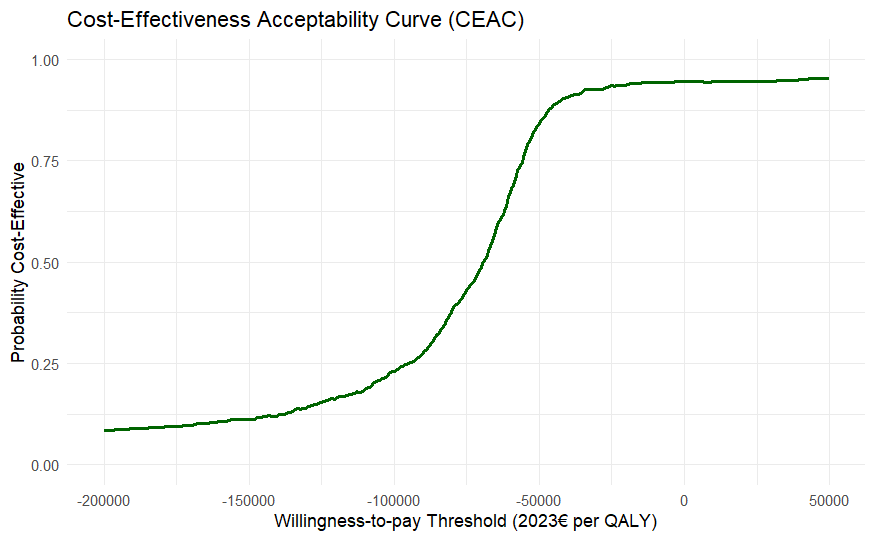 Cost-Effectiveness Acceptability Curve (CEAC)
Probability Cost-Effective
1.00
0.75
0.50
0.25
0.00
-200000 -150000 -100000 -50000 0 50000
Willingness-to-pay Threshold (2023€ per QALY)